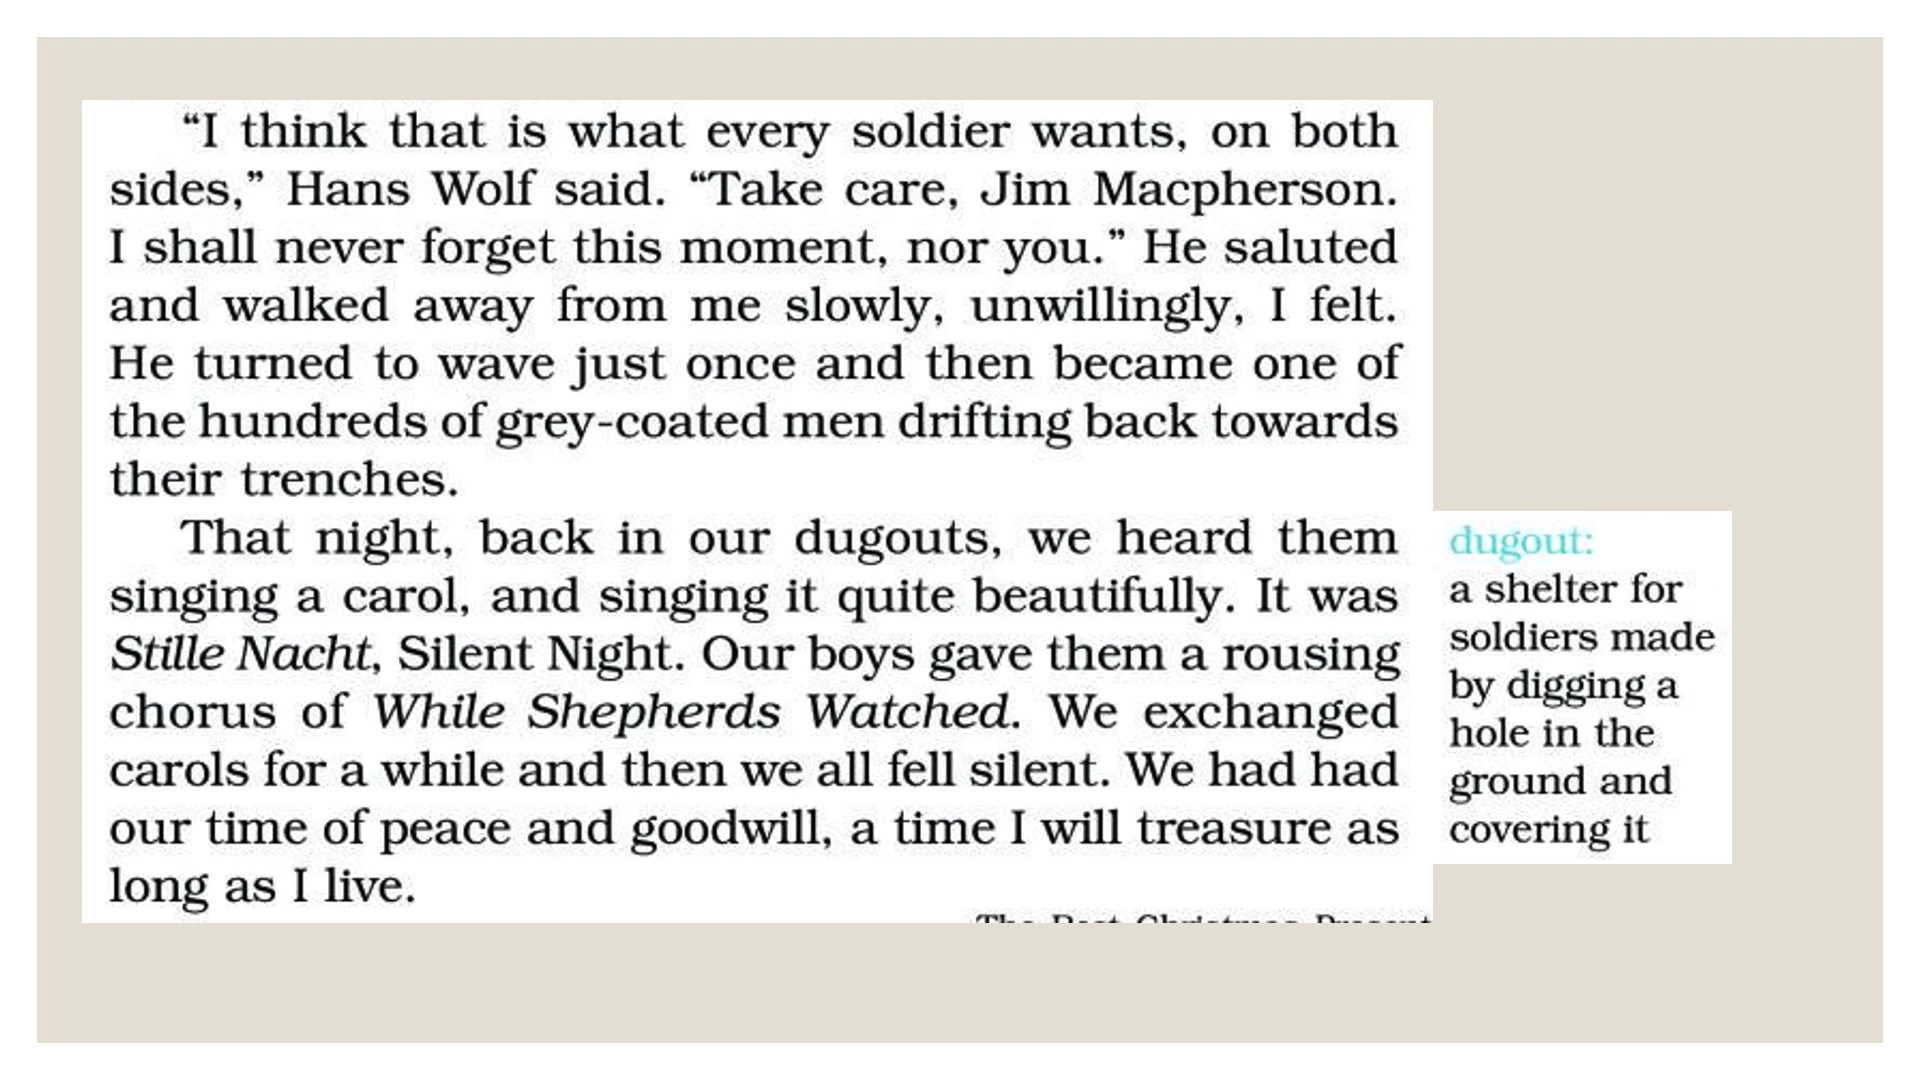 “I think that is what every soldier wants, on both
sides,” Hans Wolf said. “Take care, Jim Macpherson.
I shall never forget this moment, nor you.” He saluted
and walked away from me slowly, unwillingly, I felt.
He turned to wave just once and then became one of
the hundreds of grey-coated men drifting back towards
their trenches.
That night, back in our dugouts, we heard them
singing a carol, and singing it quite beautifully. It was
Stille Nacht, Silent Night. Our boys gave them a rousing
chorus of While Shepherds Watched. We exchanged
carols for a while and then we all fell silent. We had had
our time of peace and goodwill, a time I will treasure as
long as I live.
The Best Christmas Present
dugout:
a shelter for
soldiers made
by digging a
hole in the
ground and
covering it